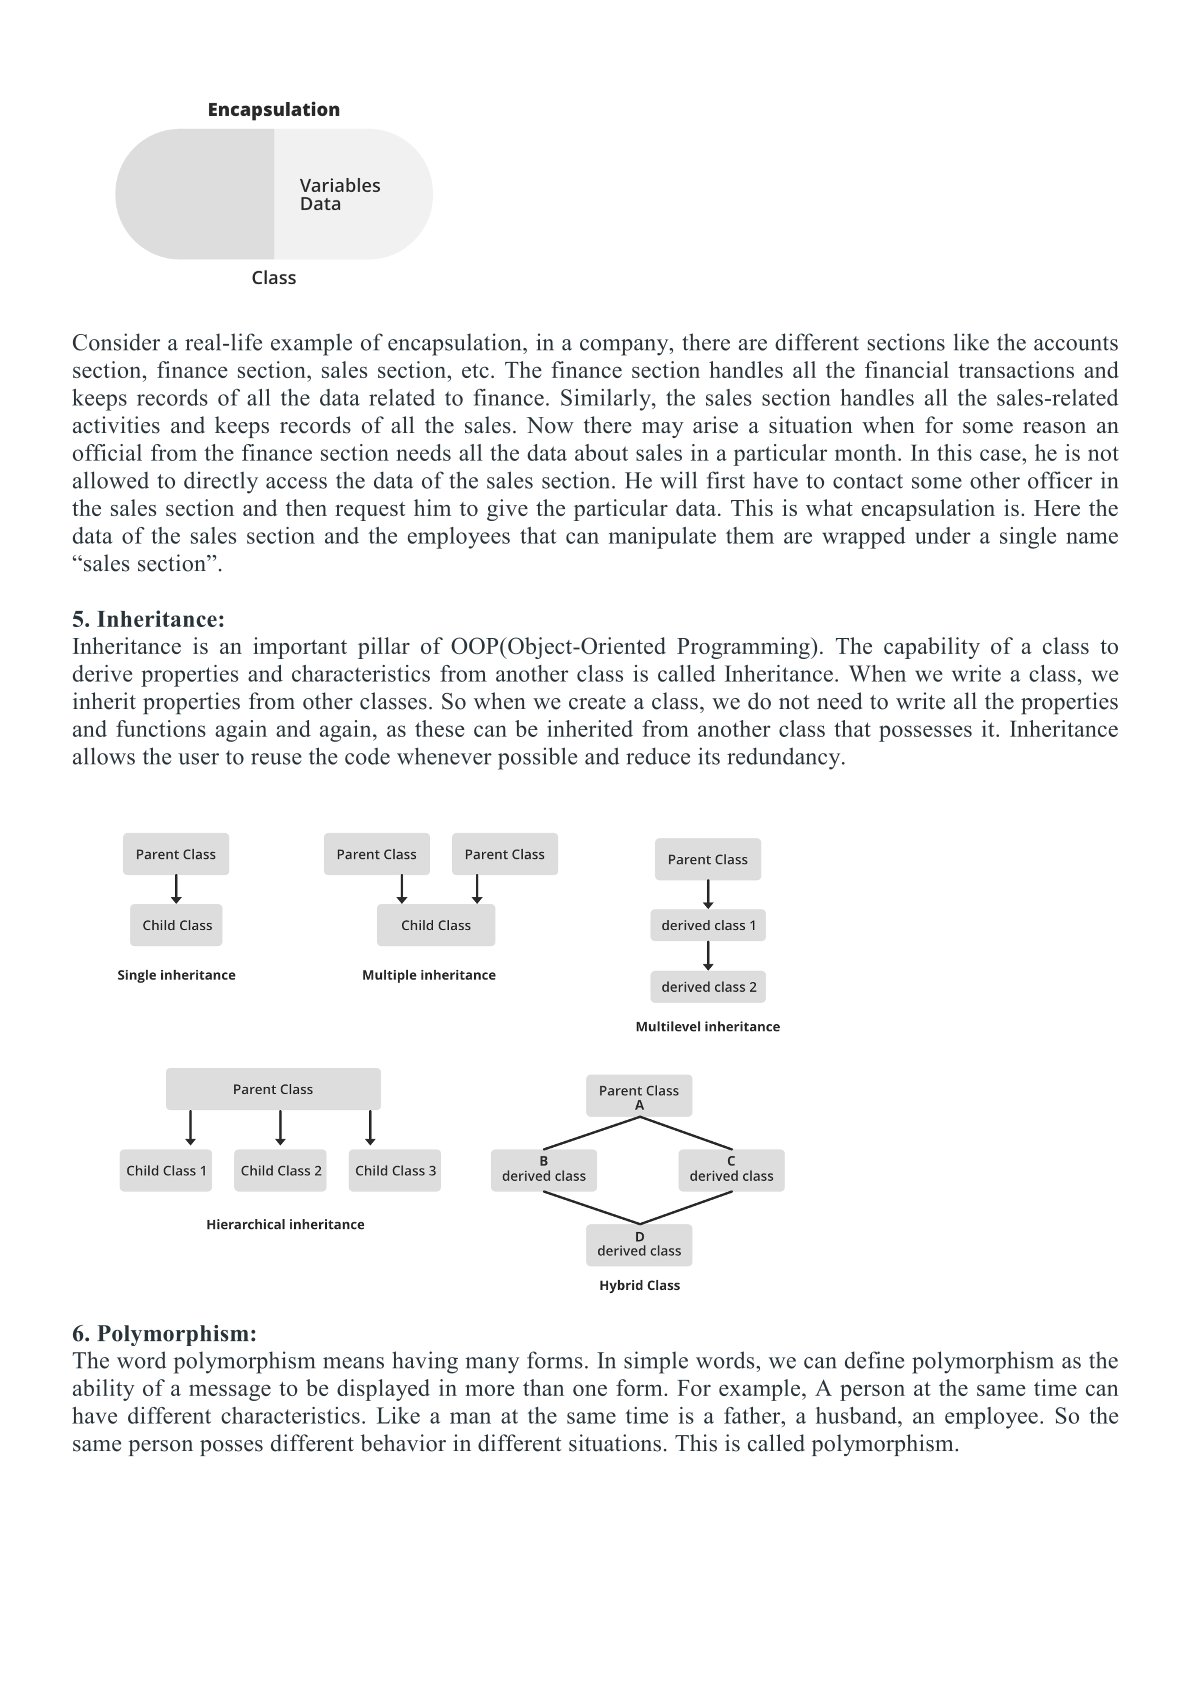 Encapsulation
Variables
Data
Class
Consider a real-life example of encapsulation, in a company, there are different sections like the accounts
section, finance section, sales section, etc. The finance section handles all the financial transactions and
keeps records of all the data related to finance. Similarly, the sales section handles all the sales-related
activities and keeps records of all the sales. Now there may arise a situation when for some reason an
official from the finance section needs all the data about sales in a particular month. In this case, he is not
allowed to directly access the data of the sales section. He will first have to contact some other officer in
the sales section and then request him to give the particular data. This is what encapsulation is. Here the
data of the sales section and the employees that can manipulate them are wrapped under a single name
“sales section”.
5. Inheritance:
Inheritance is an important pillar of OOP(Object-Oriented Programming). The capability of a class to
derive properties and characteristics from another class is called Inheritance. When we write a class, we
inherit properties from other classes. So when we create a class, we do not need to write all the properties
and functions again and again, as these can be inherited from another class that possesses it. Inheritance
allows the user to reuse the code whenever possible and reduce its redundancy.
Parent Class
Child Class
Single inheritance
Parent Class Parent Class
Child Class
Multiple inheritance
Parent Class
derived class 1
derived class 2
Multilevel inheritance
Parent Class
Child Class 1 Child Class 2 Child Class 3
Hierarchical inheritance
Parent Class
A
B
derived class
C
derived class
D
derived class
Hybrid Class
6. Polymorphism:
The word polymorphism means having many forms. In simple words, we can define polymorphism as the
ability of a message to be displayed in more than one form. For example, A person at the same time can
have different characteristics. Like a man at the same time is a father, a husband, an employee. So the
same person posses different behavior in different situations. This is called polymorphism.